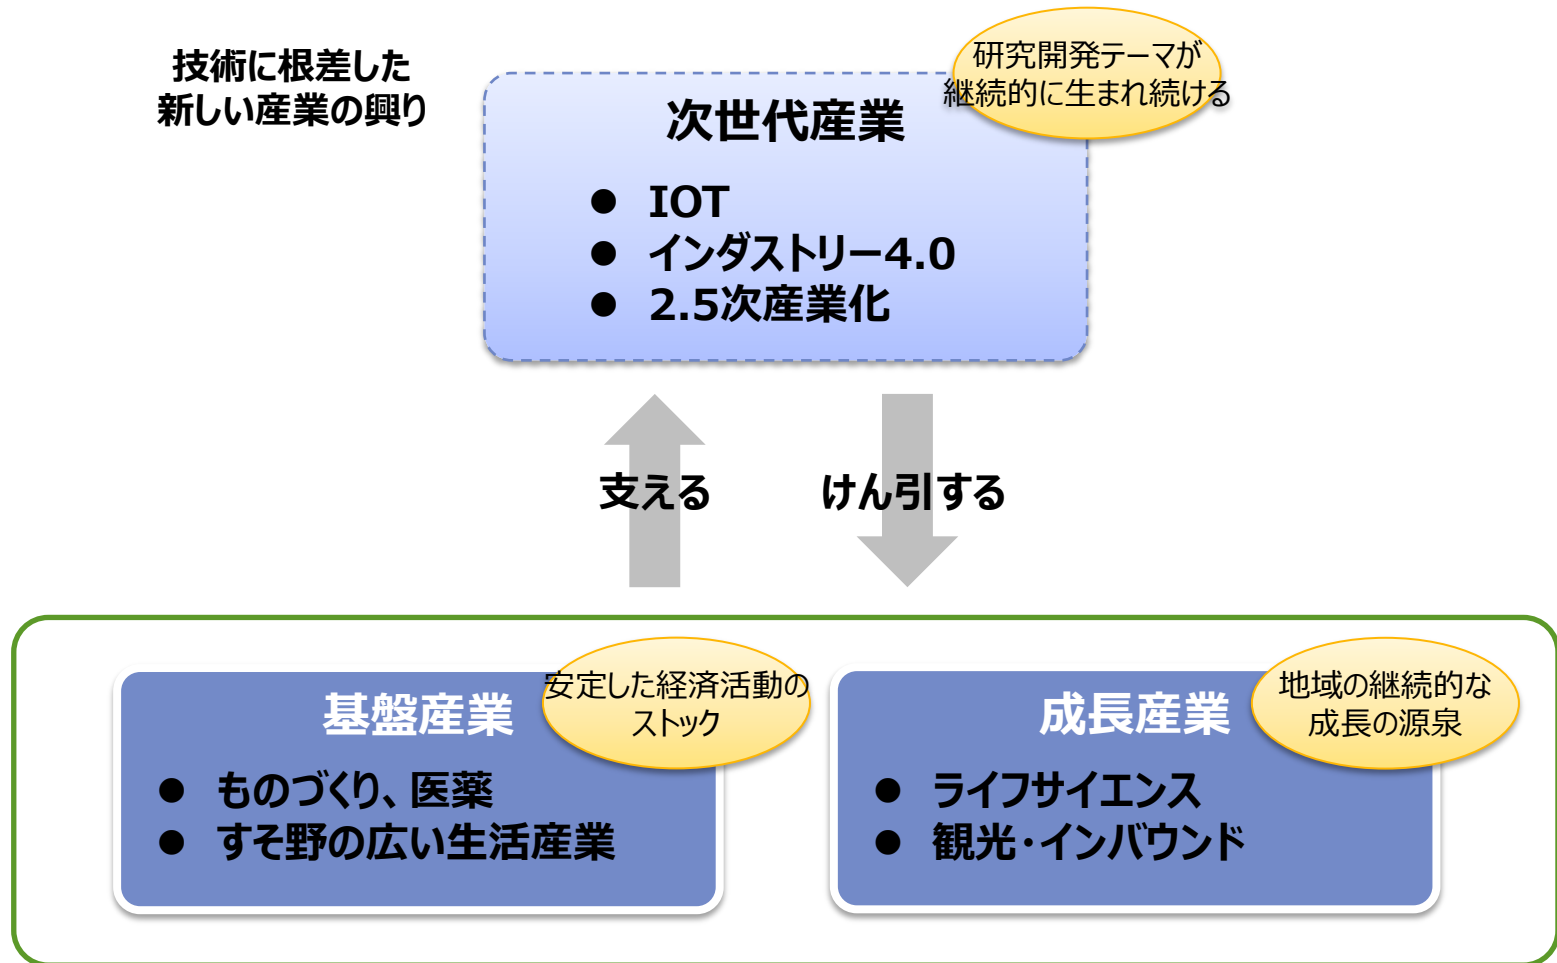 技術に根差した
新しい産業の興り
研究開発テーマが
継続的に生まれ続ける
次世代産業
● IOT
● インダストリー4.0
● 2.5次産業化
支える
けん引する
基盤産業
安定した経済活動の
ストック
● ものづくり、医薬
● すそ野の広い生活産業
成長産業
地域の継続的な
成長の源泉
● ライフサイエンス
● 観光・インバウンド